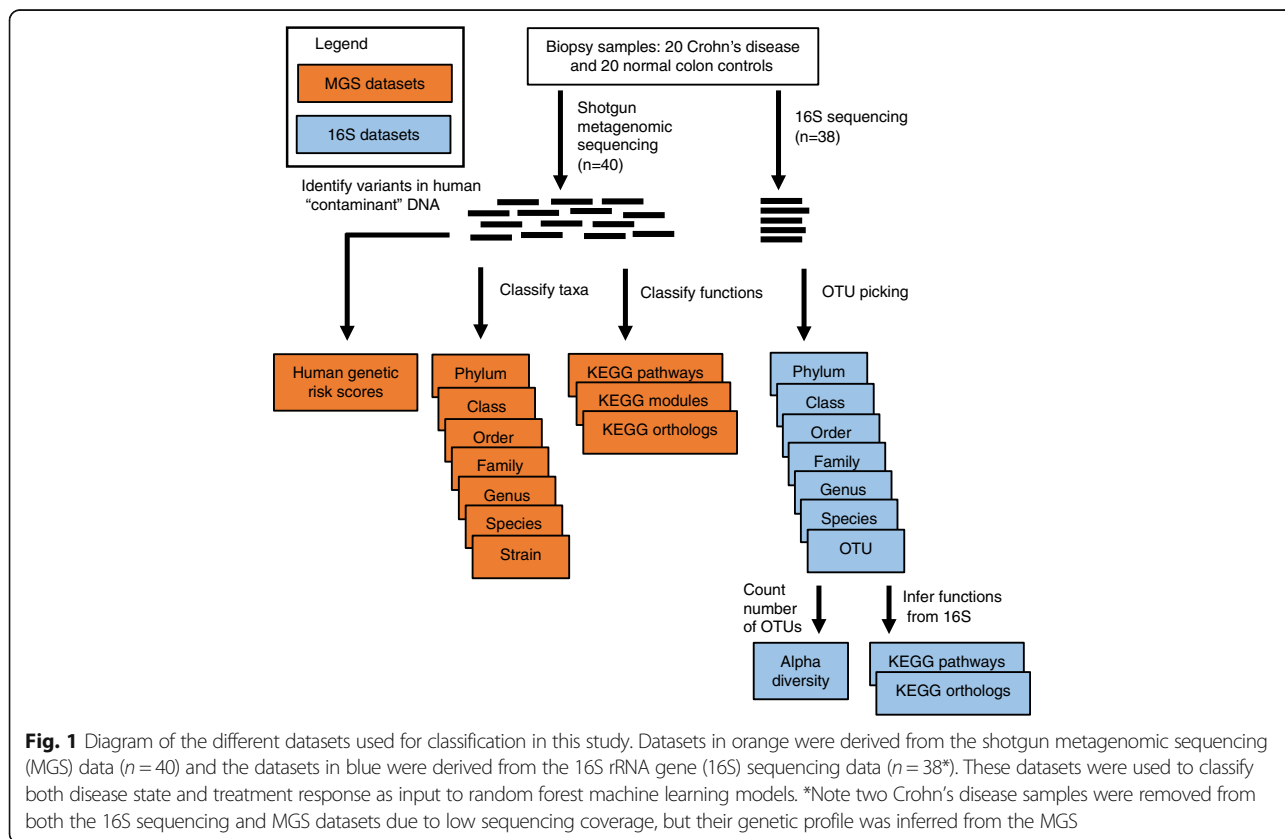 Legend
MGS datasets
16S datasets
Biopsy samples: 20 Crohn's disease
and 20 normal colon controls
Shotgun
metagenomic
sequencing
(n=40)
16S sequencing
(n=38)
Identify variants in human
"contaminant" DNA
Classify taxa
Classify functions
OTU picking
Human genetic
risk scores
Phylum
Class
Order
Family
Genus
Species
Strain
KEGG pathways
KEGG modules
KEGG orthologs
Phylum
Class
Order
Family
Genus
Species
OTU
Count
number
of OTUs
Infer functions
from 16S
Alpha
diversity
KEGG pathways
KEGG orthologs
Fig. 1 Diagram of the different datasets used for classification in this study. Datasets in orange were derived from the shotgun metagenomic sequencing
(MGS) data (n = 40) and the datasets in blue were derived from the 16S rRNA gene (16S) sequencing data (n = 38*). These datasets were used to classify
both disease state and treatment response as input to random forest machine learning models. *Note two Crohn's disease samples were removed from
both the 16S sequencing and MGS datasets due to low sequencing coverage, but their genetic profile was inferred from the MGS